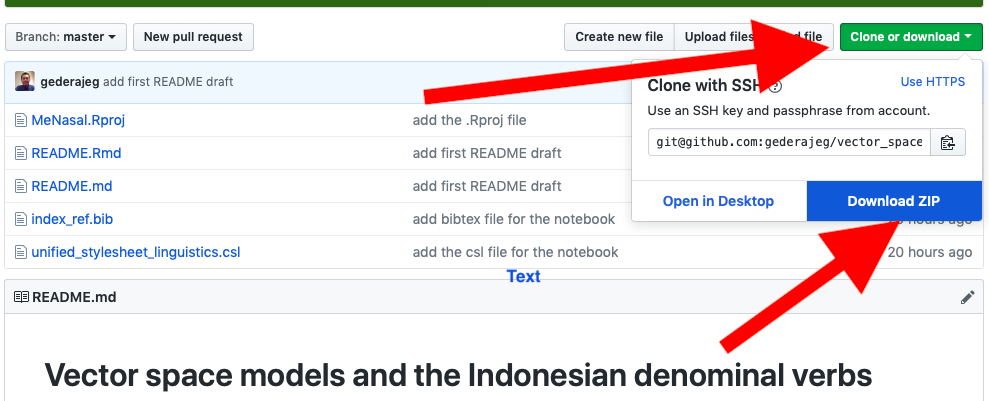 Branch: master
New pull request
Create new file
Upload files
file
Clone or download
gederajeg add first README draft
Clone with SSH
Use HTTPS
Use an SSH key and passphrase from account.
git@github.com:gederajeg/vector_space
Open in Desktop
Download ZIP
MeNasal.Rproj add the .Rproj file
README.Rmd add first README draft
README.md add first README draft
index_ref.bib add bibtex file for the notebook hours ago
unified_stylesheet_linguistics.csl add the csl file for the notebook 20 hours ago
Text
README.md
Vector space models and the Indonesian denominal verbs